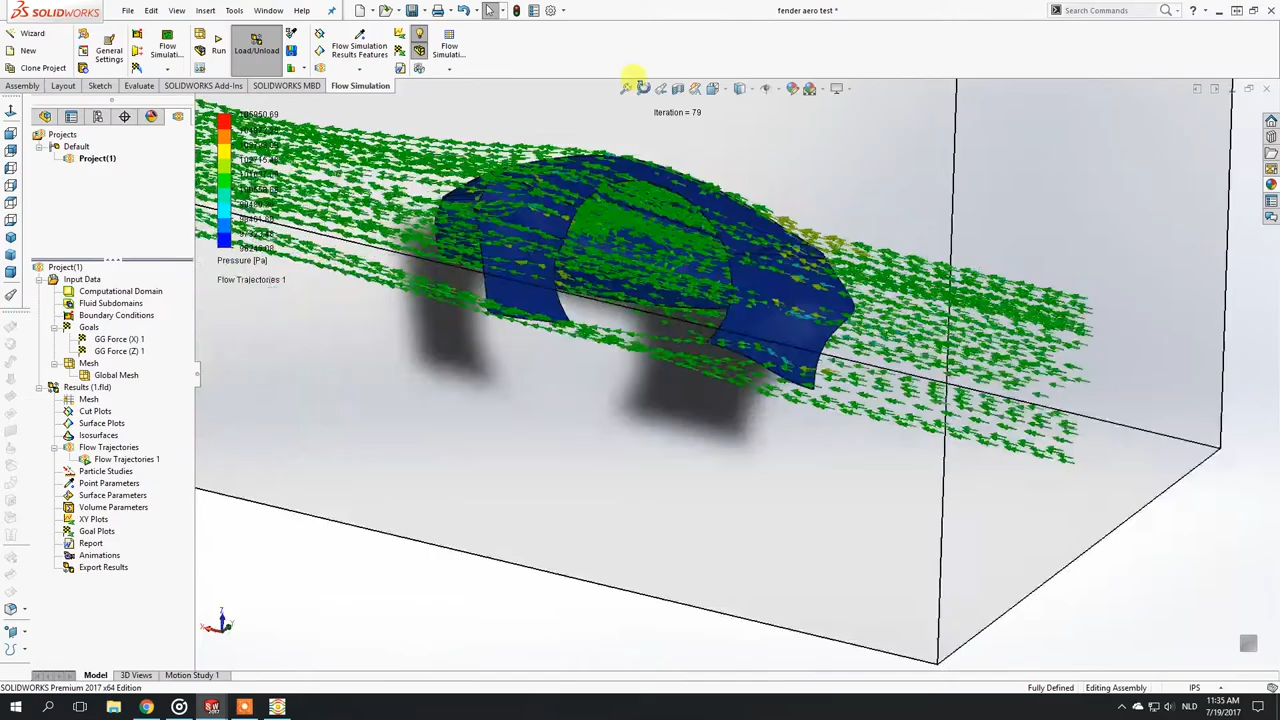 SOLIDWORKS
File
Edit
View
Insert
Tools
Window
Help
fender aero test *
Search Commands
Wizard
New
Clone Project
General
Settings
Flow
Simulati...
Run
Load/Unload
Flow Simulation
Results Features
Flow
Simulati...
Assembly
Layout
Sketch
Evaluate
SOLIDWORKS Add-Ins
SOLIDWORKS MBD
Flow Simulation
Iteration = 79
Pressure [Pa]
Flow Trajectories 1
Projects
Default
Project(1)
Project(1)
Input Data
Computational Domain
Fluid Subdomains
Boundary Conditions
Goals
GG Force (X) 1
GG Force (Z) 1
Mesh
Global Mesh
Results (1.fld)
Mesh
Cut Plots
Surface Plots
Isosurfaces
Flow Trajectories
Flow Trajectories 1
Particle Studies
Point Parameters
Surface Parameters
Volume Parameters
XY Plots
Goal Plots
Report
Animations
Export Results
Z
X
Y
Model
3D Views
Motion Study 1
SOLIDWORKS Premium 2017 x64 Edition
Fully Defined
Editing Assembly
IPS
NLD
11:35 AM
7/19/2017